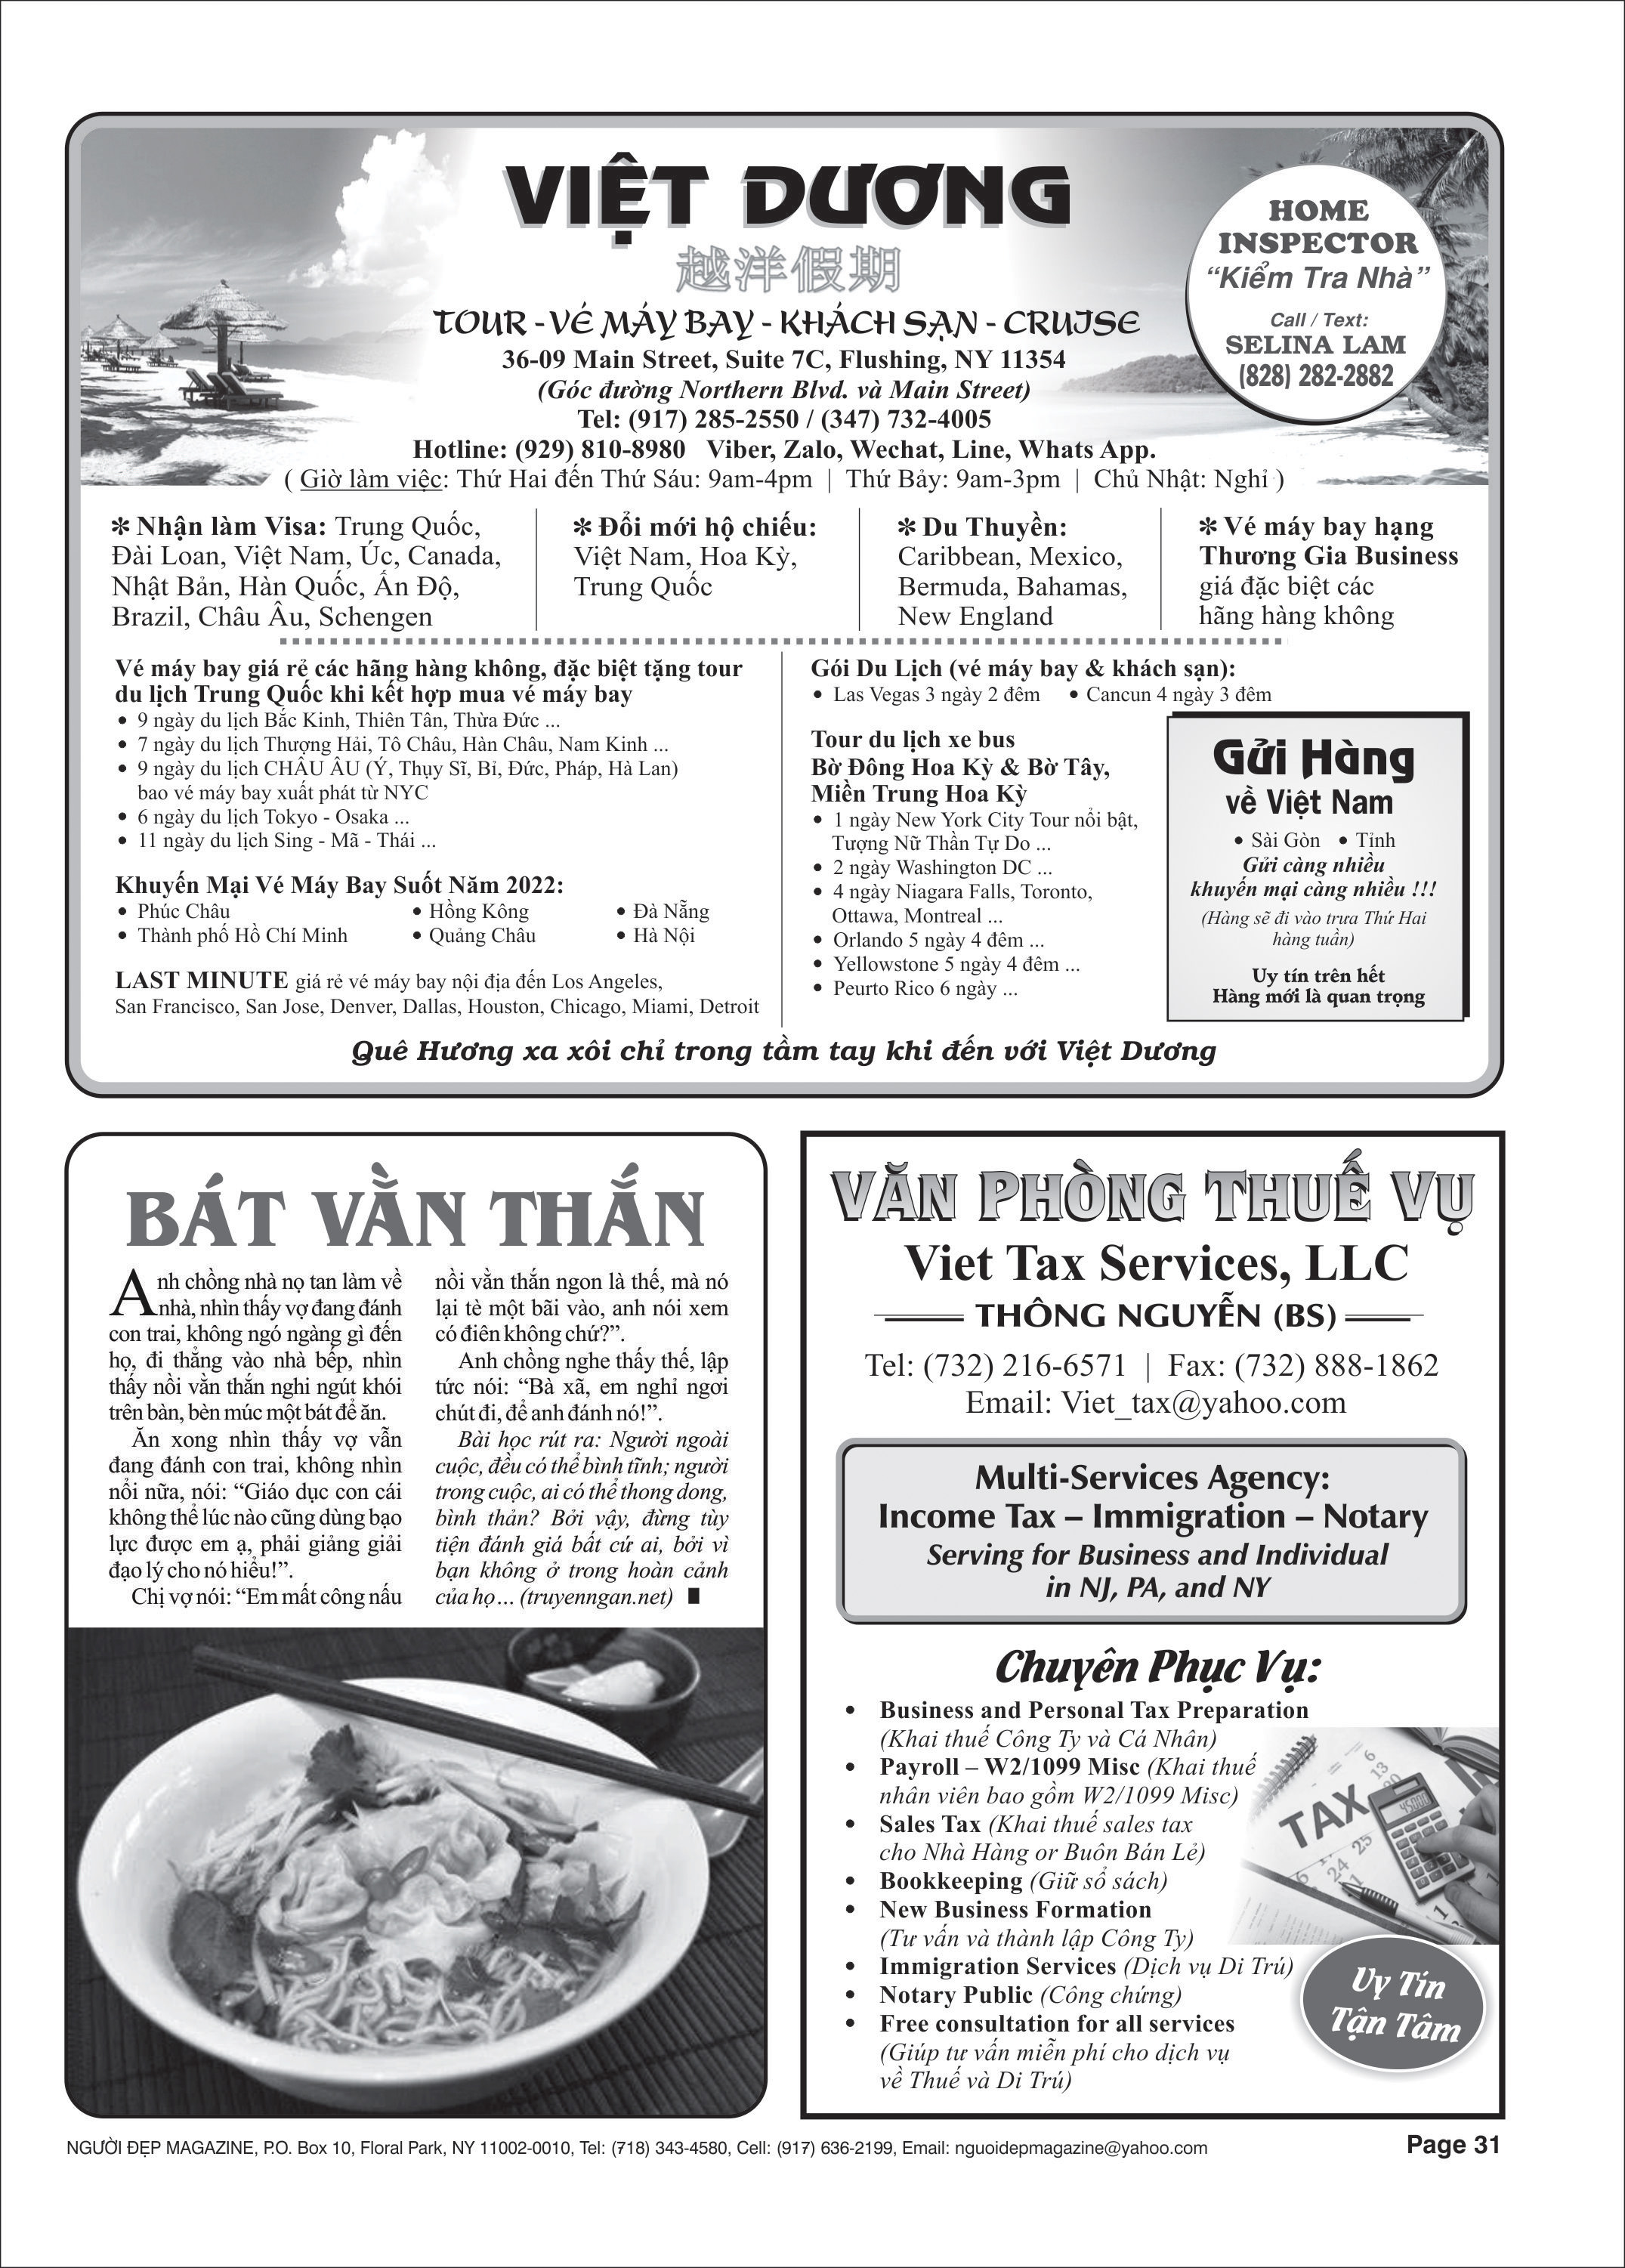 VIỆT DƯƠNG
越洋假期
TOUR - VÉ MÁY BAY - KHÁCH SẠN - CRUISE
36-09 Main Street, Suite 7C, Flushing, NY 11354
(Góc đường Northern Blvd. và Main Street)
Tel: (917) 285-2550 / (347) 732-4005
Hotline: (929) 810-8980 Viber, Zalo, Wechat, Line, Whats App.
( Giờ làm việc: Thứ Hai đến Thứ Sáu: 9am-4pm | Thứ Bảy: 9am-3pm | Chủ Nhật: Nghỉ )
HOME
INSPECTOR
“Kiểm Tra Nhà”
Call / Text:
SELINA LAM
(828) 282-2882
✻ Nhận làm Visa: Trung Quốc,
Đài Loan, Việt Nam, Úc, Canada,
Nhật Bản, Hàn Quốc, Ấn Độ,
Brazil, Châu Âu, Schengen
✻ Đổi mới hộ chiếu:
Việt Nam, Hoa Kỳ,
Trung Quốc
✻ Du Thuyền:
Caribbean, Mexico,
Bermuda, Bahamas,
New England
✻ Vé máy bay hạng
Thương Gia Business
giá đặc biệt các
hãng hàng không
Vé máy bay giá rẻ các hãng hàng không, đặc biệt tặng tour
du lịch Trung Quốc khi kết hợp mua vé máy bay
• 9 ngày du lịch Bắc Kinh, Thiên Tân, Thừa Đức ...
• 7 ngày du lịch Thượng Hải, Tô Châu, Hàn Châu, Nam Kinh ...
• 9 ngày du lịch CHÂU ÂU (Ý, Thụy Sĩ, Bỉ, Đức, Pháp, Hà Lan)
bao vé máy bay xuất phát từ NYC
• 6 ngày du lịch Tokyo - Osaka ...
• 11 ngày du lịch Sing - Mã - Thái ...
Khuyến Mại Vé Máy Bay Suốt Năm 2022:
• Phúc Châu • Hồng Kông • Đà Nẵng
• Thành phố Hồ Chí Minh • Quảng Châu • Hà Nội
LAST MINUTE giá rẻ vé máy bay nội địa đến Los Angeles,
San Francisco, San Jose, Denver, Dallas, Houston, Chicago, Miami, Detroit
Gói Du Lịch (vé máy bay & khách sạn):
• Las Vegas 3 ngày 2 đêm • Cancun 4 ngày 3 đêm
Tour du lịch xe bus
Bờ Đông Hoa Kỳ & Bờ Tây,
Miền Trung Hoa Kỳ
• 1 ngày New York City Tour nổi bật,
Tượng Nữ Thần Tự Do ...
• 2 ngày Washington DC ...
• 4 ngày Niagara Falls, Toronto,
Ottawa, Montreal ...
• Orlando 5 ngày 4 đêm ...
• Yellowstone 5 ngày 4 đêm ...
• Peurto Rico 6 ngày ...
Gửi Hàng
về Việt Nam
• Sài Gòn • Tỉnh
Gửi càng nhiều
khuyến mại càng nhiều !!!
(Hàng sẽ đi vào trưa Thứ Hai
hàng tuần)
Uy tín trên hết
Hàng mới là quan trọng
Quê Hương xa xôi chỉ trong tầm tay khi đến với Việt Dương
BÁT VẰN THẮN
Anh chồng nhà nọ tan làm về
nhà, nhìn thấy vợ đang đánh
con trai, không ngó ngàng gì đến
họ, đi thẳng vào nhà bếp, nhìn
thấy nồi vằn thắn nghi ngút khói
trên bàn, bèn múc một bát để ăn.
Ăn xong nhìn thấy vợ vẫn
đang đánh con trai, không nhìn
nổi nữa, nói: “Giáo dục con cái
không thể lúc nào cũng dùng bạo
lực được em ạ, phải giảng giải
đạo lý cho nó hiểu!”.
Chị vợ nói: “Em mất công nấu
nồi vằn thắn ngon là thế, mà nó
lại tè một bãi vào, anh nói xem
có điên không chứ?”.
Anh chồng nghe thấy thế, lập
tức nói: “Bà xã, em nghỉ ngơi
chút đi, để anh đánh nó!”.
Bài học rút ra: Người ngoài
cuộc, đều có thể bình tĩnh; người
trong cuộc, ai có thể thong dong,
bình thản? Bởi vậy, đừng tùy
tiện đánh giá bất cứ ai, bởi vì
bạn không ở trong hoàn cảnh
của họ… (truyenngan.net) ∎
VĂN PHÒNG THUẾ VỤ
Viet Tax Services, LLC
THÔNG NGUYỄN (BS)
Tel: (732) 216-6571 | Fax: (732) 888-1862
Email: Viet_tax@yahoo.com
Multi-Services Agency:
Income Tax – Immigration – Notary
Serving for Business and Individual
in NJ, PA, and NY
Chuyên Phục Vụ:
• Business and Personal Tax Preparation
(Khai thuế Công Ty và Cá Nhân)
• Payroll – W2/1099 Misc (Khai thuế
nhân viên bao gồm W2/1099 Misc)
• Sales Tax (Khai thuế sales tax
cho Nhà Hàng or Buôn Bán Lẻ)
• Bookkeeping (Giữ sổ sách)
• New Business Formation
(Tư vấn và thành lập Công Ty)
• Immigration Services (Dịch vụ Di Trú)
• Notary Public (Công chứng)
• Free consultation for all services
(Giúp tư vấn miễn phí cho dịch vụ
về Thuế và Di Trú)
TAX
Uy Tín
Tận Tâm
NGƯỜI ĐẸP MAGAZINE, P.O. Box 10, Floral Park, NY 11002-0010, Tel: (718) 343-4580, Cell: (917) 636-2199, Email: nguoidepmagazine@yahoo.com
Page 31